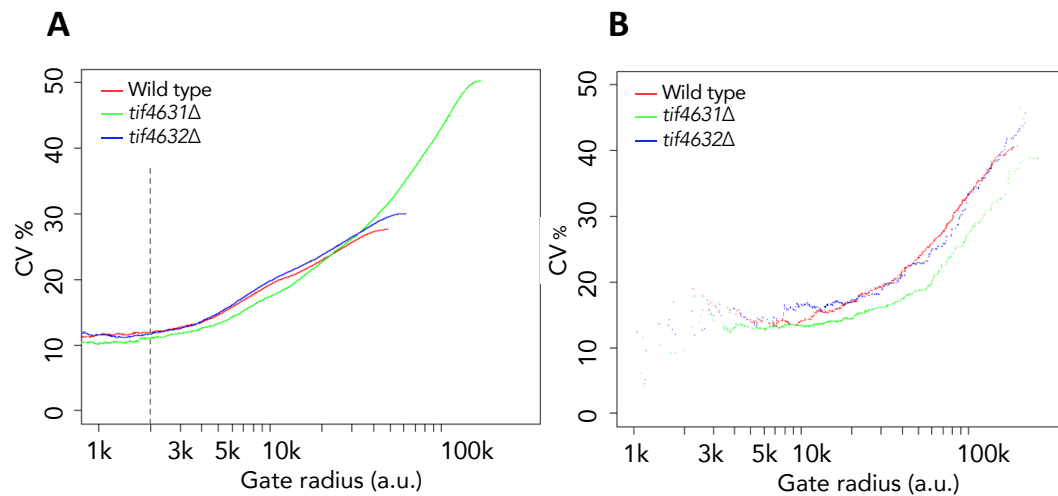 A
Wild type
tif4631Δ
tif4632Δ
CV %
0
10
20
30
40
50
1k
3k
5k
10k
100k
Gate radius (a.u.)
B
Wild type
tif4631Δ
tif4632Δ
CV %
0
10
20
30
40
50
1k
3k
5k
10k
100k
Gate radius (a.u.)